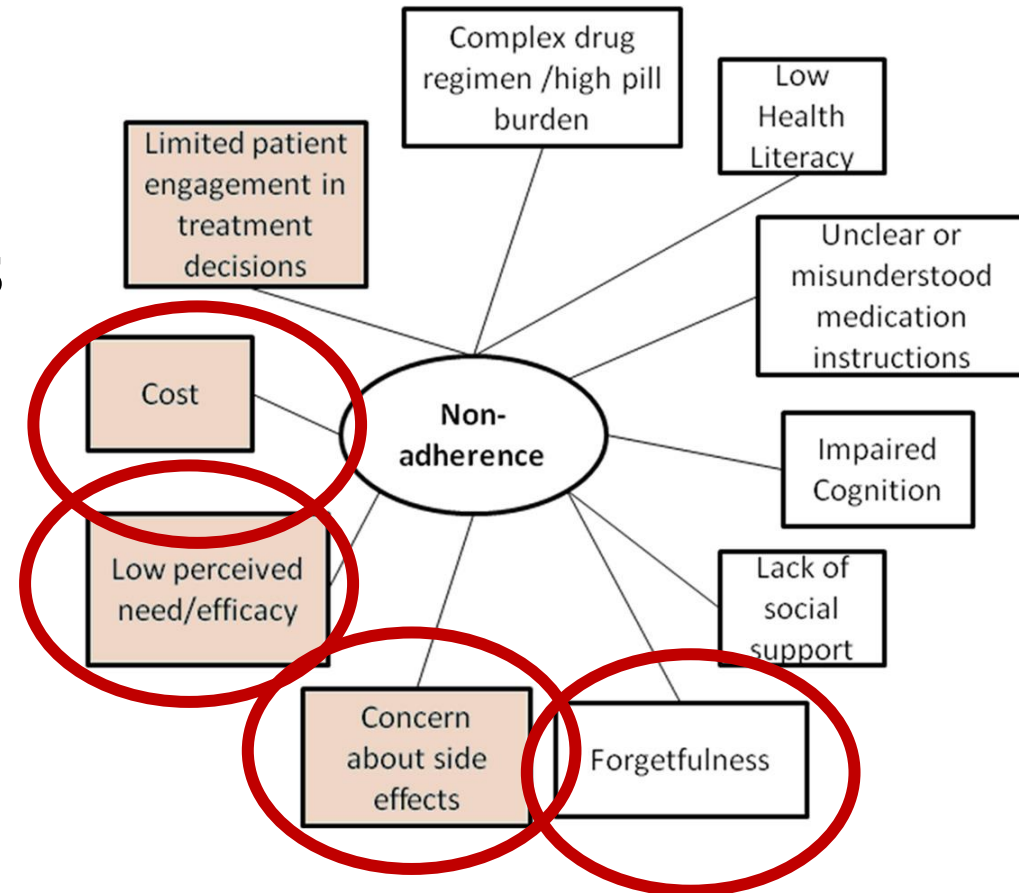 Complex drug
regimen /high pill
burden
Low
Health
Literacy
Limited patient
engagement in
treatment
decisions
Unclear or
misunderstood
medication
instructions
s
Cost
Non-
adherence
Impaired
Cognition
Low perceived
need/efficacy
Lack of
social
support
Concern
about side
effects
Forgetfulness